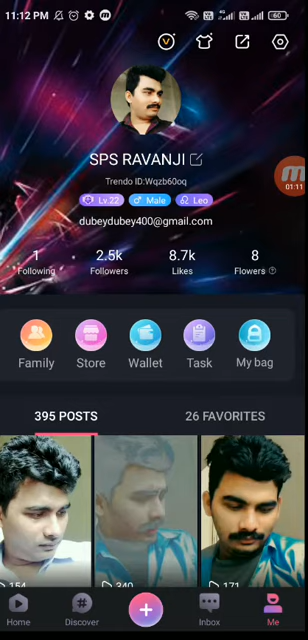 11:12 PM
60
SPS RAVANJI
Trendo ID:Wqzb60oq
Lv.22 Male Leo
dubeydubey400@gmail.com
1 2.5k 8.7k 8
Following Followers Likes Flowers
01:11
Family Store Wallet Task My bag
395 POSTS 26 FAVORITES
154 340 171
Home Discover Inbox Me